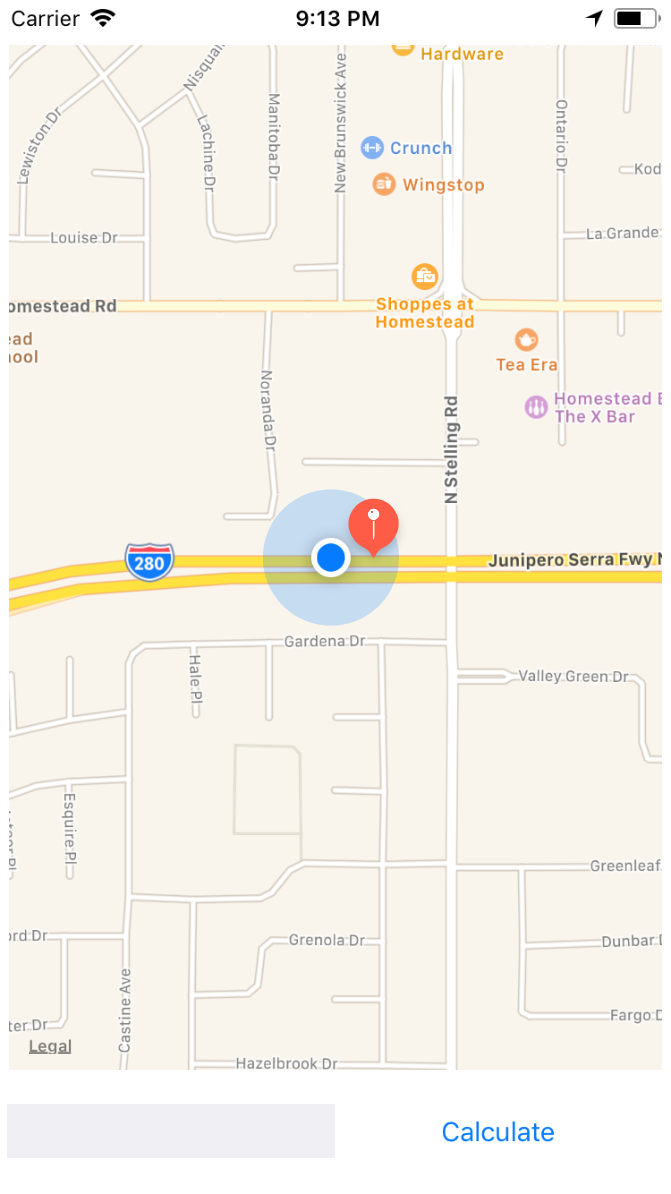 Carrier
9:13 PM
Hardware
Nisqual
Lewiston Dr
Lachine Dr
Manitoba Dr
New Brunswick Ave
Crunch
Wingstop
Ontario Dr
Kod
Louise Dr
La Grande
omestead Rd
Shoppes at
Homestead
ead
ool
Tea Era
Noranda Dr
N Stelling Rd
Homestead B
The X Bar
280
Junipero Serra Fwy N
Gardena Dr
Hale Pl
Valley Green Dr
Esquire Pl
Greenleaf
ord Dr
Grenola Dr
Dunbar D
Castine Ave
ter Dr
Fargo D
Legal
Hazelbrook Dr
Calculate